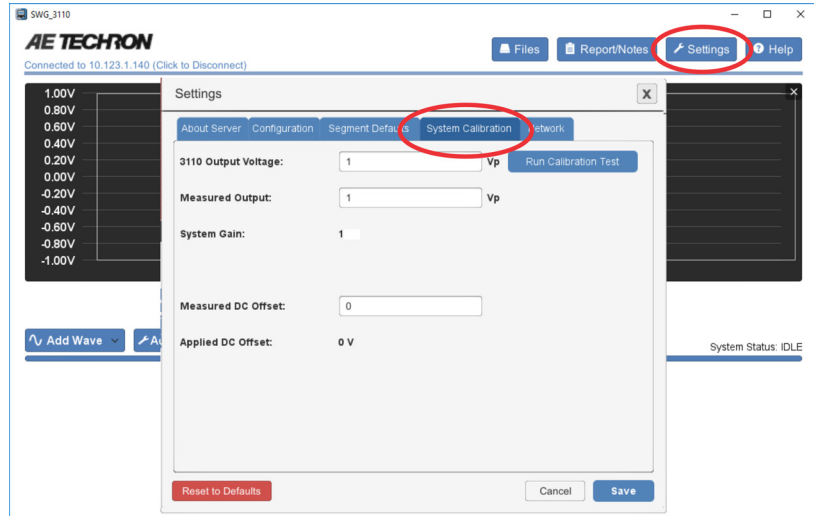 SWG_3110
AE TECHRON
Files
Report/Notes
Settings
Help
Connected to 10.123.1.140 (Click to Disconnect)
1.00V
0.80V
0.60V
0.40V
0.20V
0.00V
-0.20V
-0.40V
-0.60V
-0.80V
-1.00V
X
Settings
X
About Server Configuration Segment Defaults System Calibration Network
3110 Output Voltage: 1 Vp Run Calibration Test
Measured Output: 1 Vp
System Gain: 1
Measured DC Offset: 0
Applied DC Offset: 0 V
Add Wave
System Status: IDLE
Reset to Defaults Cancel Save